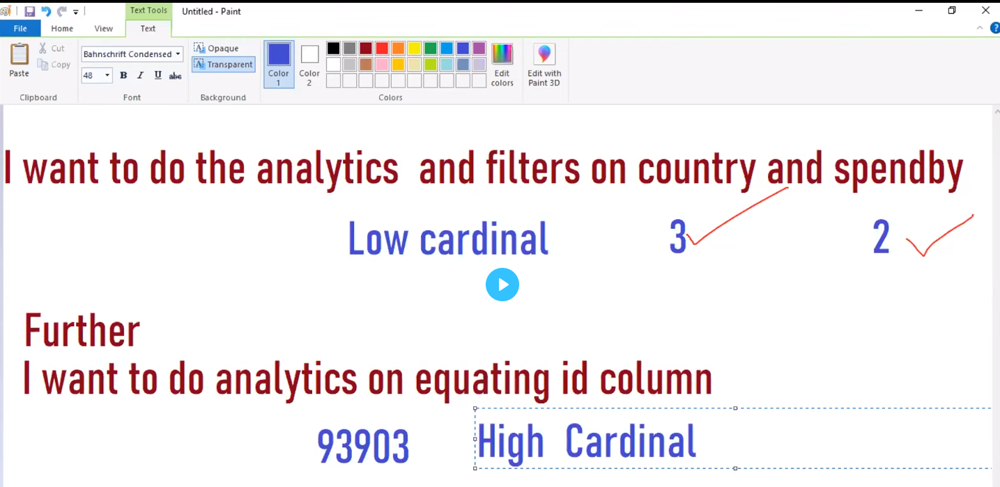 Text Tools
Untitled - Paint
File
Home
View
Text
Paste
Cut
Copy
Clipboard
Bahnschrift Condensed
48
B I U abc
Font
Opaque
Transparent
Background
Color 1
Color 2
Edit colors
Colors
Edit with Paint 3D
?
I want to do the analytics and filters on country and spendby
Low cardinal 3 2
Further
I want to do analytics on equating id column
93903 High Cardinal